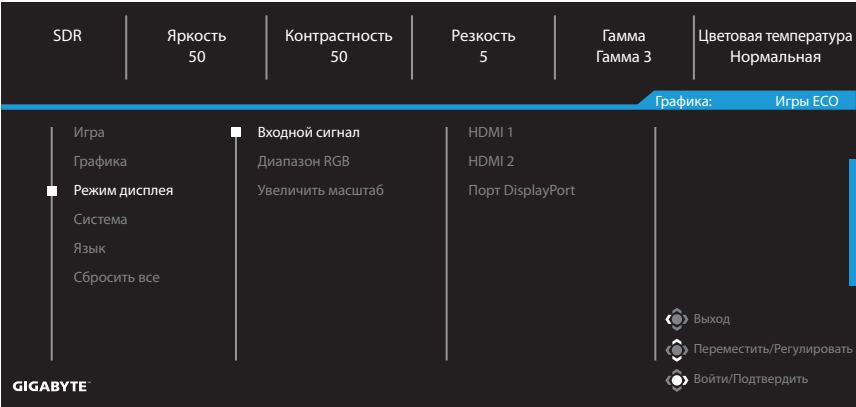 SDR
Яркость
50
Контрастность
50
Резкость
5
Гамма
Гамма 3
Цветовая температура
Нормальная
Графика: Игры ECO
Игра
Графика
Режим дисплея
Система
Язык
Сбросить все
Входной сигнал
Диапазон RGB
Увеличить масштаб
HDMI 1
HDMI 2
Порт DisplayPort
Выход
Переместить/Регулировать
Войти/Подтвердить
GIGABYTE™